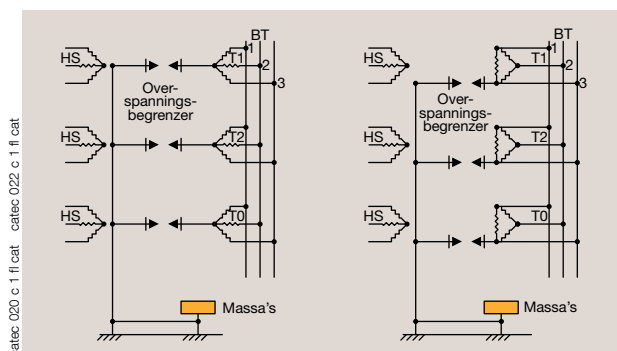 BT
HS
1
T1
2
3
Over-
spannings-
begrenzer
HS
T2
HS
T0
Massa's
BT
HS
1
T1
2
3
Over-
spannings-
begrenzer
HS
T2
HS
T0
Massa's
catec 020 c 1 fl cat catec 022 c 1 fl cat